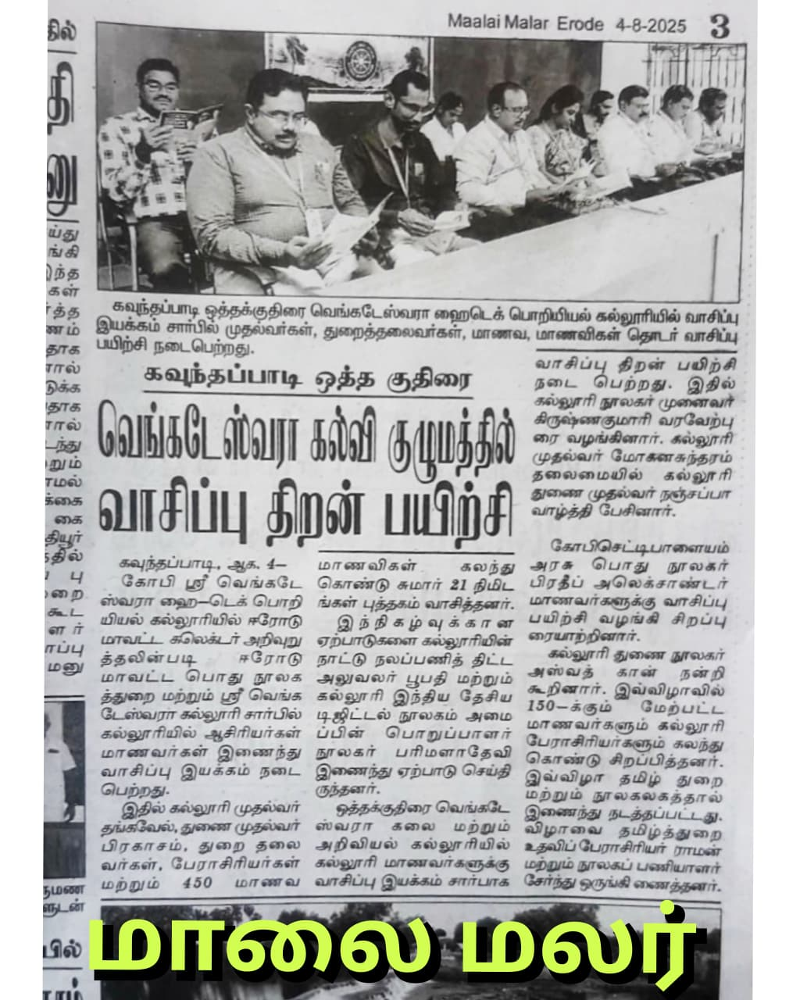 Maalai Malar Erode 4-8-2025 3
கவுந்தப்பாடி ஒத்தக்குதிரை வெங்கடேஸ்வரா ஹைடெக் பொறியியல் கல்லூரியில் வாசிப்பு
இயக்கம் சார்பில் முதல்வர்கள், துறைத்தலைவர்கள், மாணவ, மாணவிகள் தொடர் வாசிப்பு
பயிற்சி நடைபெற்றது.
கவுந்தப்பாடி ஒத்த குதிரை
வெங்கடேஸ்வரா கல்வி குழுமத்தில்
வாசிப்பு திறன் பயிற்சி
கவுந்தப்பாடி, ஆக. 4–
கோபி ஸ்ரீ வெங்கடே
ஸ்வரா ஹை–டெக் பொறி
யியல் கல்லூரியில் ஈரோடு
மாவட்ட கலெக்டர் அறிவுறு
த்தலின்படி ஈரோடு
மாவட்ட பொது நூலக
த்துறை மற்றும் ஸ்ரீ வெங்க
டேஸ்வரா கல்லூரி சார்பில்
கல்லூரியில் ஆசிரியர்கள்
மாணவர்கள் இணைந்து
வாசிப்பு இயக்கம் நடை
பெற்றது.
இதில் கல்லூரி முதல்வர்
தங்கவேல், துணை முதல்வர்
பிரகாசம், துறை தலை
வர்கள், பேராசிரியர்கள்
மற்றும் 450 மாணவ
மாணவிகள் கலந்து
கொண்டு சுமார் 21 நிமிட
ங்கள் புத்தகம் வாசித்தனர்.
இந்நிகழ்வுக்கான
ஏற்பாடுகளை கல்லூரியின்
நாட்டு நலப்பணித் திட்ட
அலுவலர் பூபதி மற்றும்
கல்லூரி இந்திய தேசிய
டிஜிட்டல் நூலகம் அமை
ப்பின் பொறுப்பாளர்
நூலகர் பரிமளாதேவி
இணைந்து ஏற்பாடு செய்தி
ருந்தனர்.
ஒத்தக்குதிரை வெங்கடே
ஸ்வரா கலை மற்றும்
அறிவியல் கல்லூரியில்
கல்லூரி மாணவர்களுக்கு
வாசிப்பு இயக்கம் சார்பாக
வாசிப்பு திறன் பயிற்சி
நடை பெற்றது. இதில்
கல்லூரி நூலகர் முனைவர்
கிருஷ்ணகுமாரி வரவேற்பு
ரை வழங்கினார். கல்லூரி
முதல்வர் மோகனசுந்தரம்
தலைமையில் கல்லூரி
துணை முதல்வர் நஞ்சப்பா
வாழ்த்தி பேசினார்.
கோபிசெட்டிபாளையம்
அரசு பொது நூலகர்
பிரதீப் அலெக்சாண்டர்
மாணவர்களுக்கு வாசிப்பு
பயிற்சி வழங்கி சிறப்பு
ரையாற்றினார்.
கல்லூரி துணை நூலகர்
அஸ்வத் கான் நன்றி
கூறினார். இவ்விழாவில்
150–க்கும் மேற்பட்ட
மாணவர்களும் கல்லூரி
பேராசிரியர்களும் கலந்து
கொண்டு சிறப்பித்தனர்.
இவ்விழா தமிழ் துறை
மற்றும் நூலகலகத்தால்
இணைந்து நடத்தப்பட்டது.
விழாவை தமிழ்த்துறை
உதவிப் பேராசிரியர் ராமன்
மற்றும் நூலகப் பணியாளர்
சேர்ந்து ஒருங்கி ணைத்தனர்.
மாலை மலர்